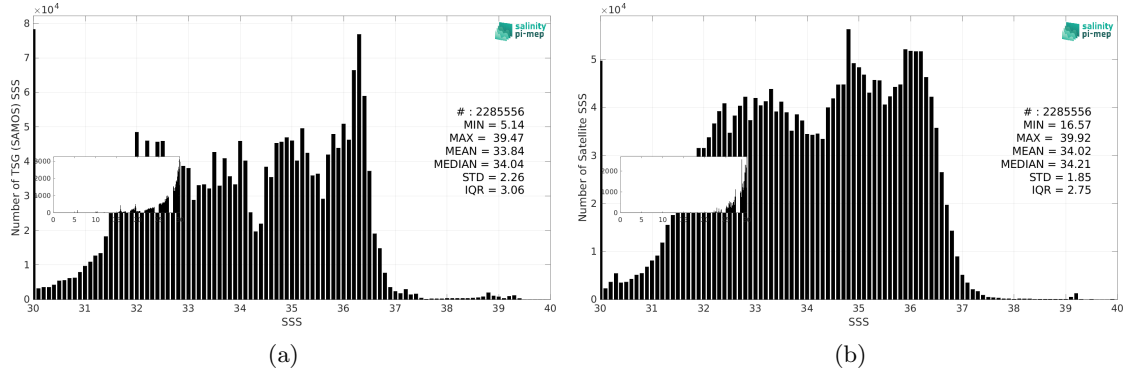 ×10⁴
8
7
6
5
4
3
2
1
0
Number of TSG (SAMOS) SSS
salinity
pi-mep
# : 2285556
MIN = 5.14
MAX = 39.47
MEAN = 33.84
MEDIAN = 34.04
STD = 2.26
IQR = 3.06
3000
2000
1000
0
0 5 10
30 31 32 33 34 35 36 37 38 39 40
SSS
(a)
×10⁴
5
4
3
2
1
0
Number of Satellite SSS
salinity
pi-mep
# : 2285556
MIN = 16.57
MAX = 39.92
MEAN = 34.02
MEDIAN = 34.21
STD = 1.85
IQR = 2.75
2000
1000
0
0 5 10
30 31 32 33 34 35 36 37 38 39 40
SSS
(b)